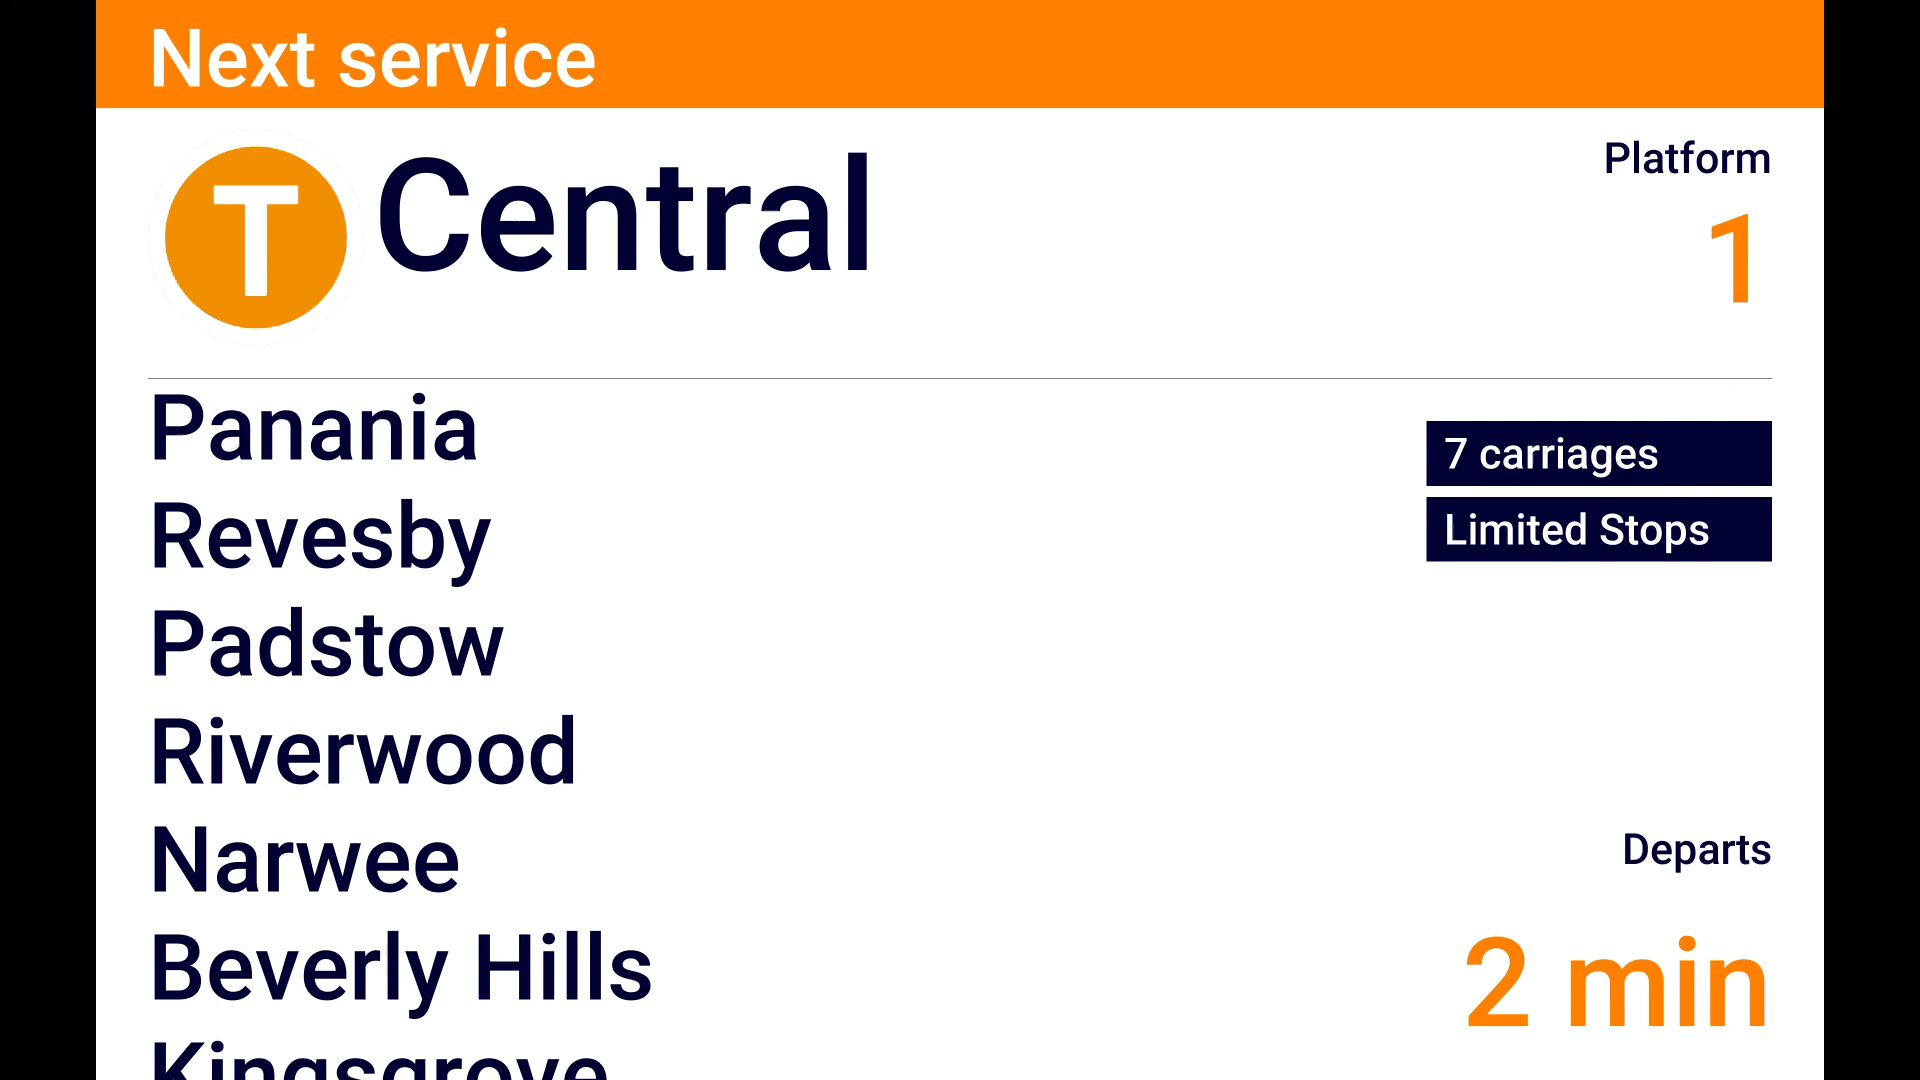 Next service
T Central
Platform
1
Panania
Revesby
Padstow
Riverwood
Narwee
Beverly Hills
Kingsgrove
7 carriages
Limited Stops
Departs
2 min